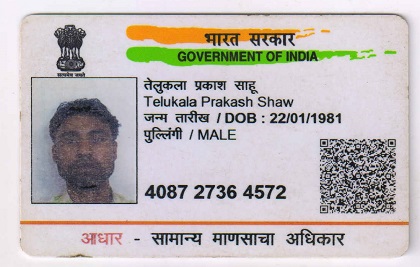 भारत सरकार
GOVERNMENT OF INDIA
सत्यमेव जयते
तेलुकला प्रकाश साहू
Telukala Prakash Shaw
जन्म तारीख / DOB : 22/01/1981
पुल्लिंगी / MALE
4087 2736 4572
आधार - सामान्य माणसाचा अधिकार